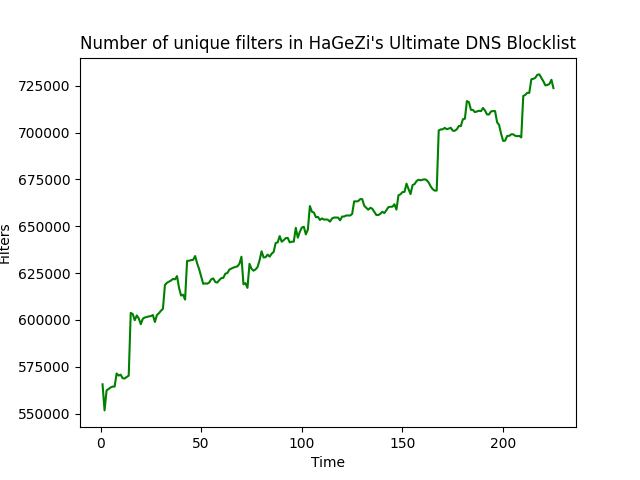 Number of unique filters in HaGeZi's Ultimate DNS Blocklist
725000
700000
675000
650000
625000
600000
575000
550000
Filters
0 50 100 150 200
Time